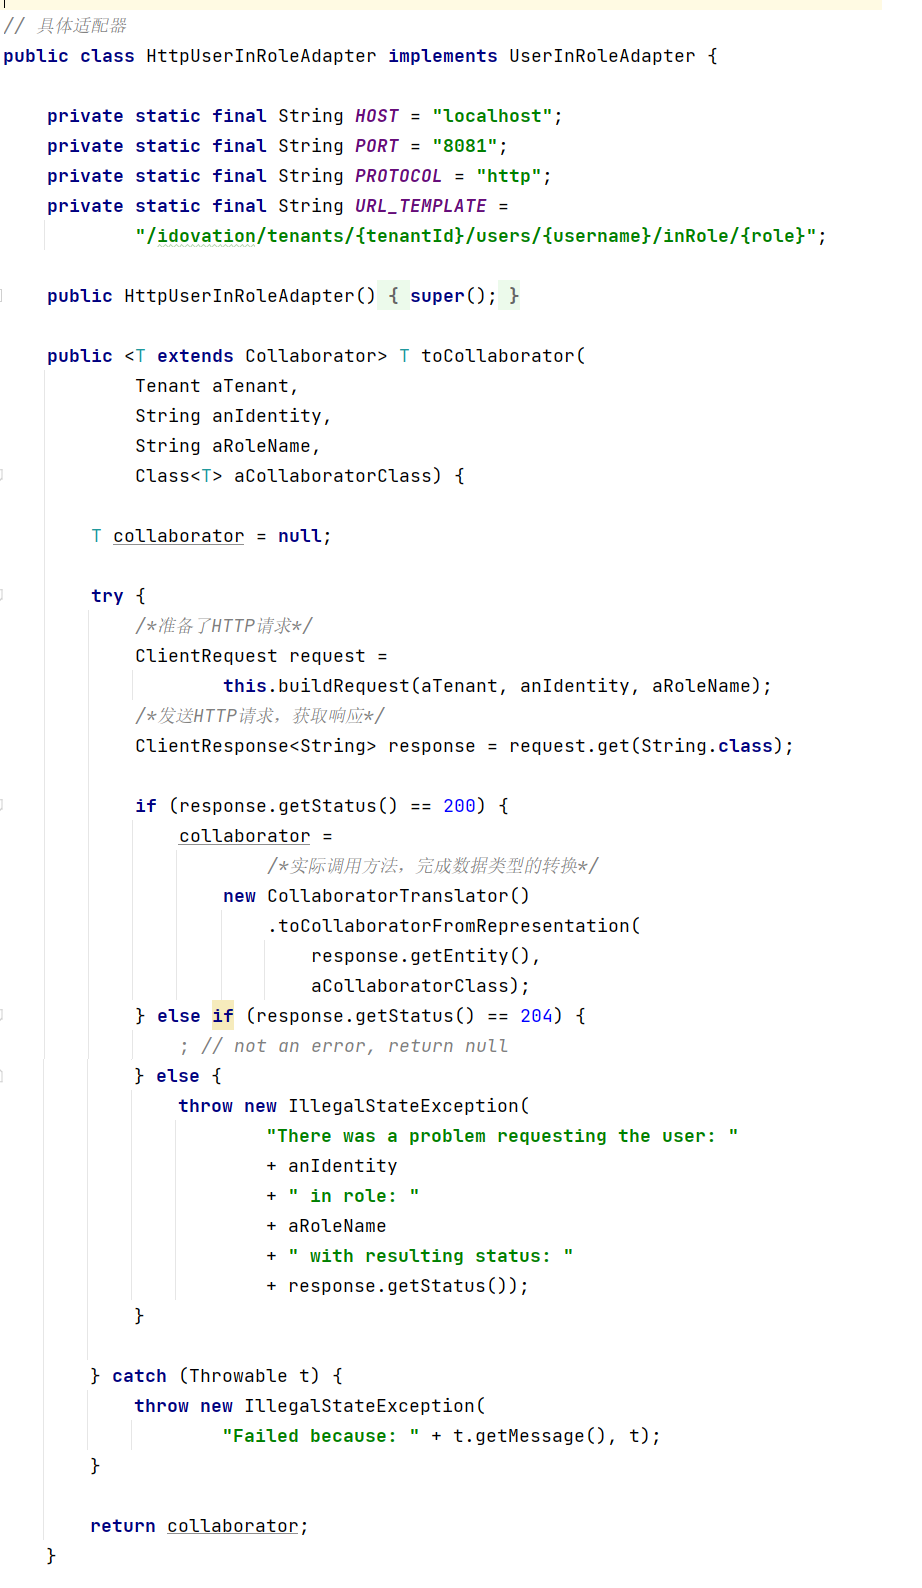 // 具体适配器
public class HttpUserInRoleAdapter implements UserInRoleAdapter {
private static final String HOST = "localhost";
private static final String PORT = "8081";
private static final String PROTOCOL = "http";
private static final String URL_TEMPLATE =
"/idovation/tenants/{tenantId}/users/{username}/inRole/{role}";
public HttpUserInRoleAdapter() { super(); }
public <T extends Collaborator> T toCollaborator(
Tenant aTenant,
String anIdentity,
String aRoleName,
Class<T> aCollaboratorClass) {
T collaborator = null;
try {
/*准备了HTTP请求*/
ClientRequest request =
this.buildRequest(aTenant, anIdentity, aRoleName);
/*发送HTTP请求，获取响应*/
ClientResponse<String> response = request.get(String.class);
if (response.getStatus() == 200) {
collaborator =
/*实际调用方法，完成数据类型的转换*/
new CollaboratorTranslator()
.toCollaboratorFromRepresentation(
response.getEntity(),
aCollaboratorClass);
} else if (response.getStatus() == 204) {
; // not an error, return null
} else {
throw new IllegalStateException(
"There was a problem requesting the user: "
+ anIdentity
+ " in role: "
+ aRoleName
+ " with resulting status: "
+ response.getStatus());
}
} catch (Throwable t) {
throw new IllegalStateException(
"Failed because: " + t.getMessage(), t);
}
return collaborator;
}